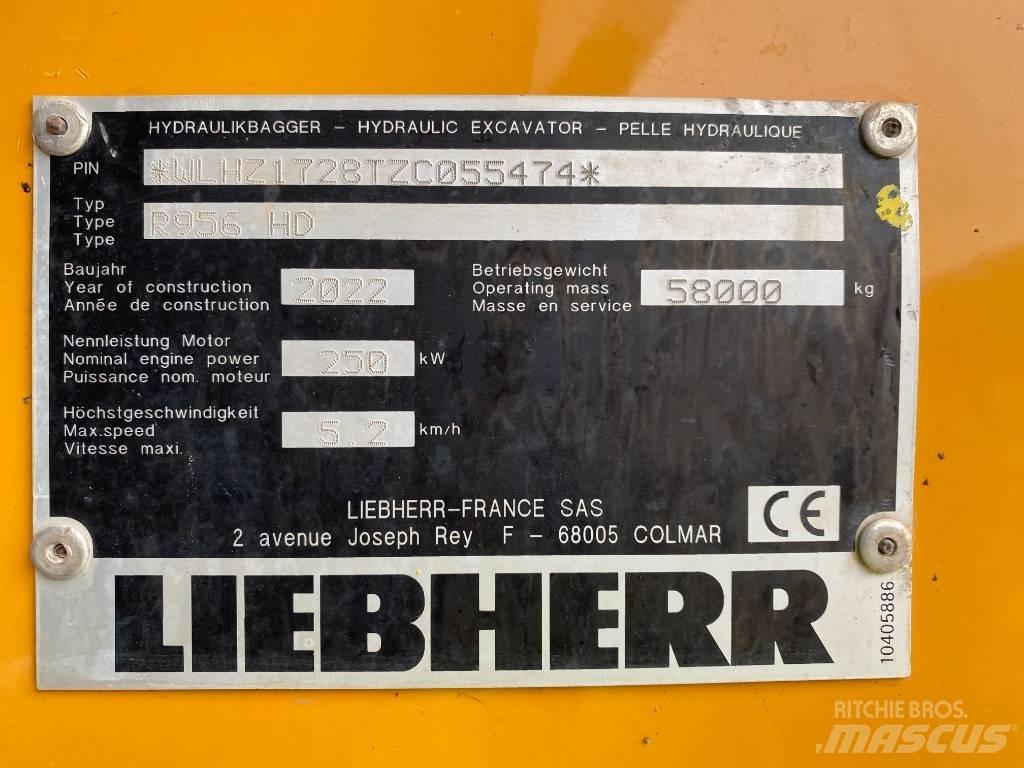 HYDRAULIKBAGGER – HYDRAULIC EXCAVATOR – PELLE HYDRAULIQUE
PIN *WLHZ1728TZC055474*
Typ
Type R956 HD
Type
Baujahr
Year of construction 2022
Année de construction
Betriebsgewicht
Operating mass 58000 kg
Masse en service
Nennleistung Motor
Nominal engine power 250 kW
Puissance nom. moteur
Höchstgeschwindigkeit
Max.speed 5.2 km/h
Vitesse maxi.
LIEBHERR–FRANCE SAS
2 avenue Joseph Rey F – 68005 COLMAR
CE
LIEBHERR
10405886
RITCHIE BROS.
MASCUS